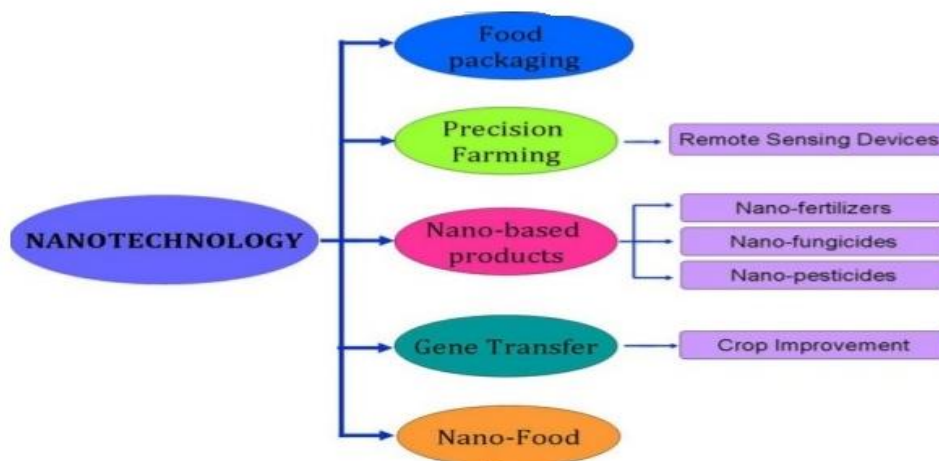 Food
packaging
Precision
Farming
Remote Sensing Devices
NANOTECHNOLOGY
Nano-based
products
Nano-fertilizers
Nano-fungicides
Nano-pesticides
Gene Transfer
Crop Improvement
Nano-Food